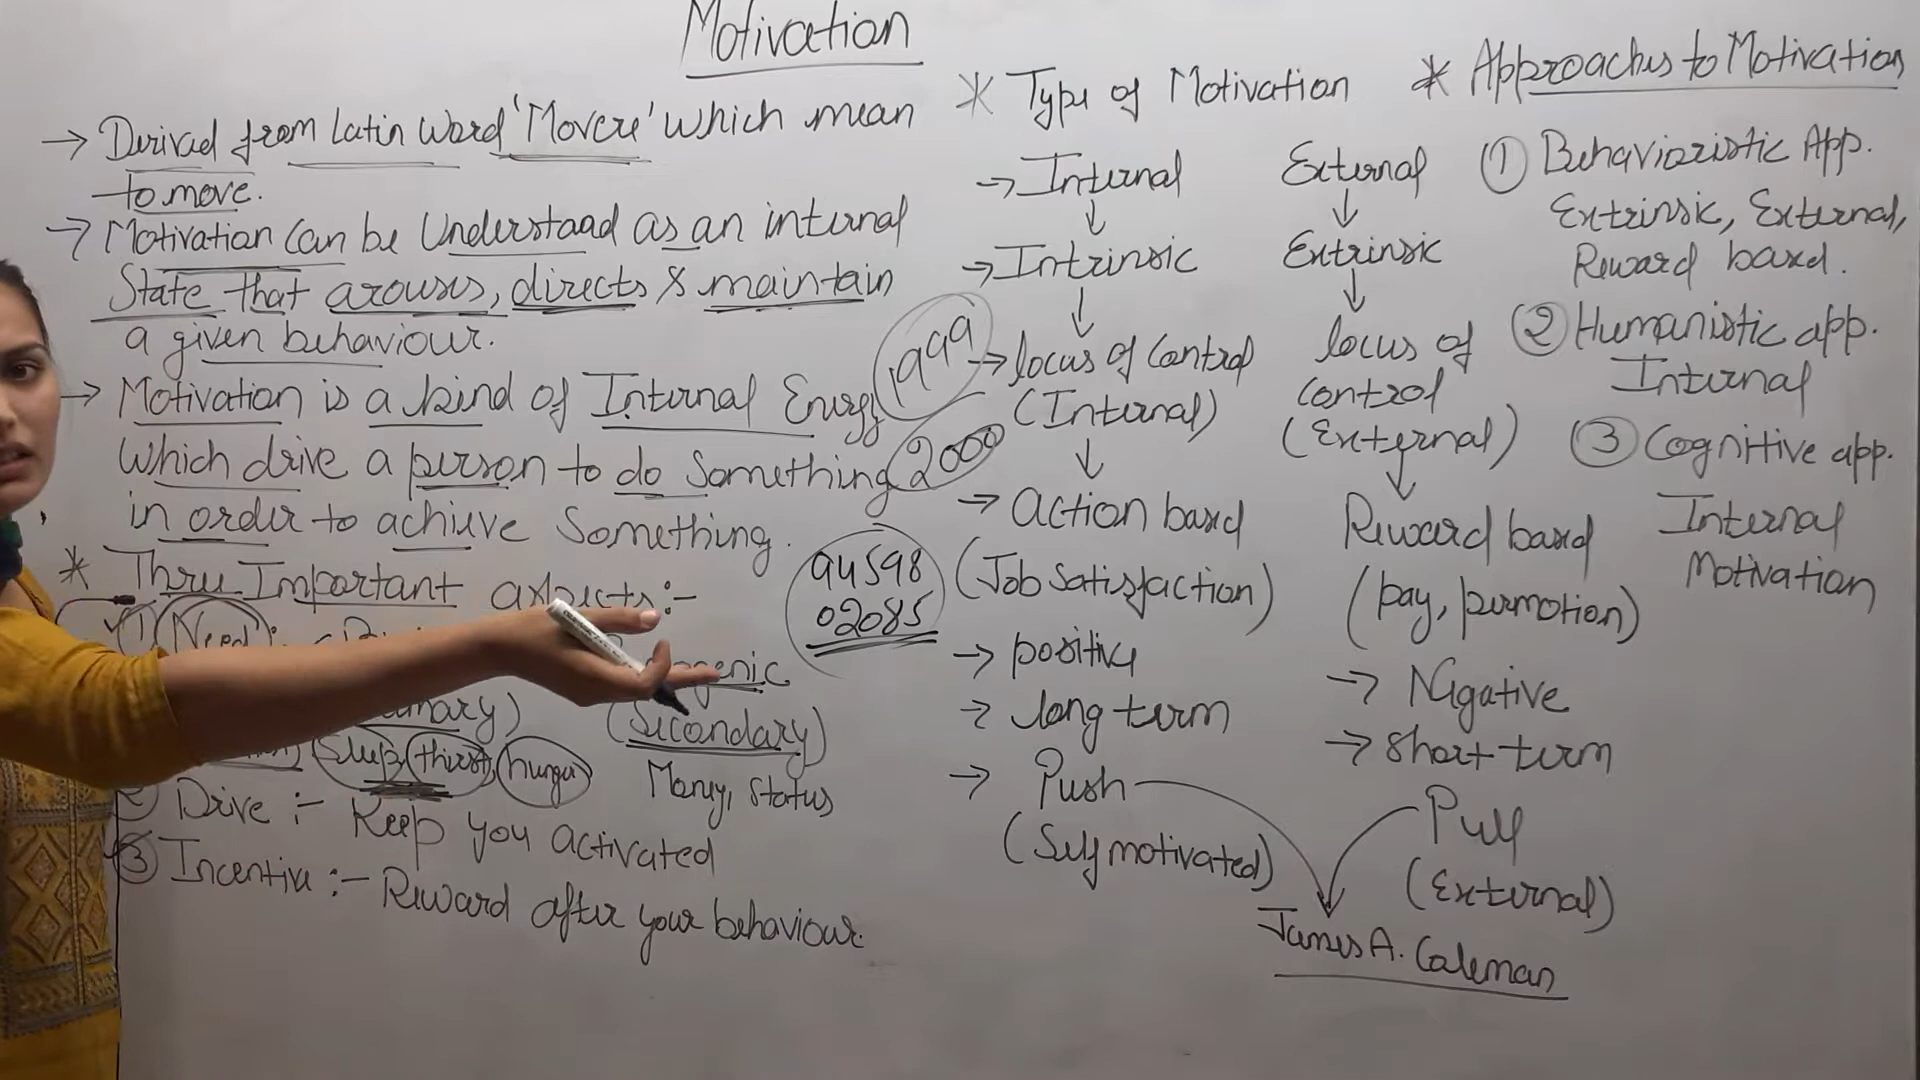 Motivation
→ Derived from Latin Word 'Movere' which mean
to move.
→ Motivation can be Understand as an internal
State that arouses, directs & maintain
a given behaviour.
→ Motivation is a kind of Internal Energy
which drive a person to do Something
in order to achieve Something.
* Three Important aspects :-
① Need :-
genic
(Secondary)
Sleep, thirst, hunger
Money, Status
② Drive :- Keep you activated
③ Incentive :- Reward after your behaviour.
1999
2000
94598
02085
* Type of Motivation
→ Internal External
↓ ↓
→ Intrinsic Extrinsic
↓ ↓
→ locus of Control locus of
(Internal) control
(External)
↓ ↓
→ Action based Reward based
(Job Satisfaction) (pay, permotion)
→ positive → Negative
→ long term → short term
→ Push Pull
(Self motivated) (External)
James A. Coleman
* Approaches to Motivation
① Behavioristic App.
Extrinsic, External,
Reward based.
② Humanistic app.
Internal
③ Cognitive app.
Internal
Motivation